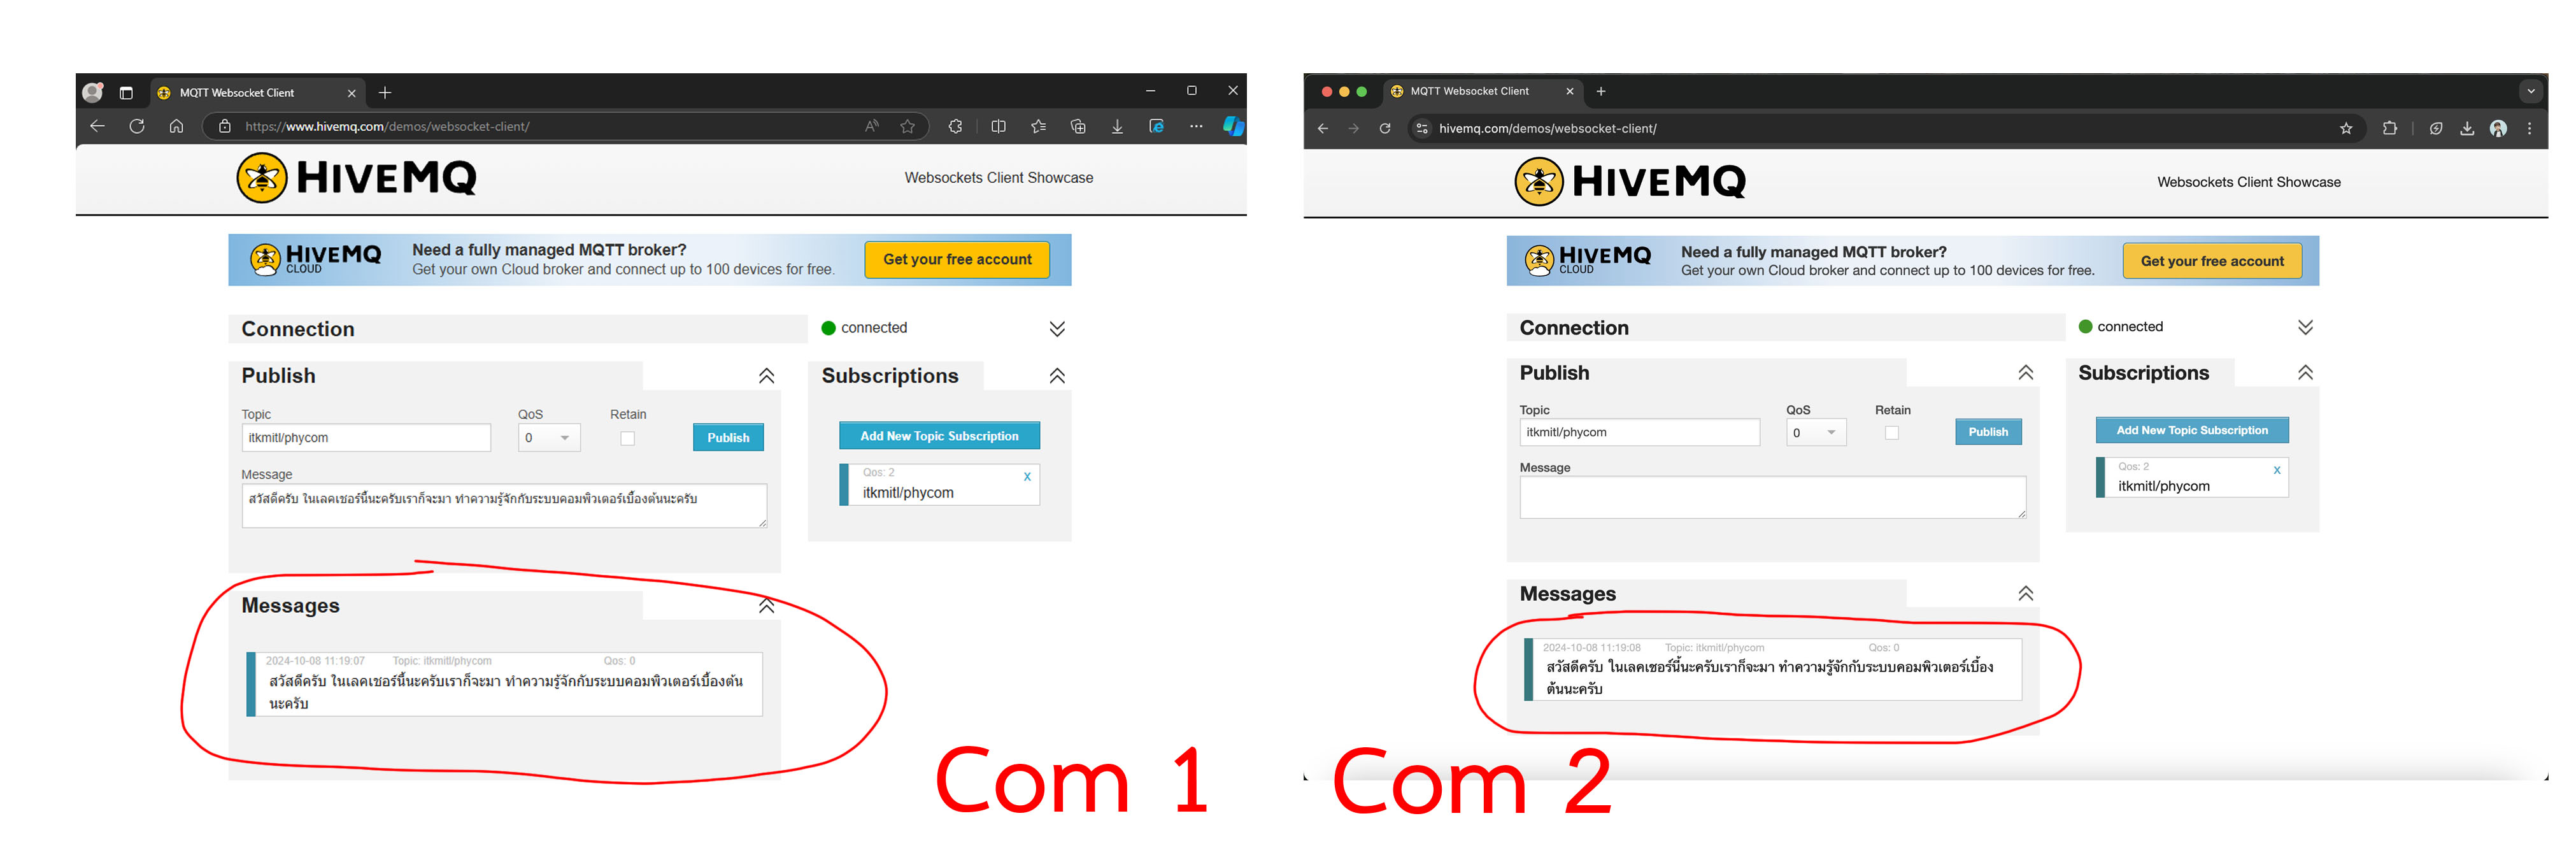 MQTT Websocket Client
https://www.hivemq.com/demos/websocket-client/
HIVEMQ
Websockets Client Showcase
HIVEMQ
CLOUD
Need a fully managed MQTT broker?
Get your own Cloud broker and connect up to 100 devices for free.
Get your free account
Connection
connected
Publish
Subscriptions
Topic
QoS
Retain
itkmitl/phycom
0
Publish
Add New Topic Subscription
Message
Qos: 2
x
itkmitl/phycom
สวัสดีครับ ในเลคเชอร์นี้นะครับเราก็จะมา ทำความรู้จักกับระบบคอมพิวเตอร์เบื้องต้นนะครับ
Messages
2024-10-08 11:19:07 Topic: itkmitl/phycom Qos: 0
สวัสดีครับ ในเลคเชอร์นี้นะครับเราก็จะมา ทำความรู้จักกับระบบคอมพิวเตอร์เบื้องต้น
นะครับ
Com 1
MQTT Websocket Client
hivemq.com/demos/websocket-client/
HIVEMQ
Websockets Client Showcase
HIVEMQ
CLOUD
Need a fully managed MQTT broker?
Get your own Cloud broker and connect up to 100 devices for free.
Get your free account
Connection
connected
Publish
Subscriptions
Topic
QoS
Retain
itkmitl/phycom
0
Publish
Add New Topic Subscription
Message
Qos: 2
x
itkmitl/phycom
Messages
2024-10-08 11:19:08 Topic: itkmitl/phycom Qos: 0
สวัสดีครับ ในเลคเชอร์นี้นะครับเราก็จะมา ทำความรู้จักกับระบบคอมพิวเตอร์เบื้อง
ต้นนะครับ
Com 2